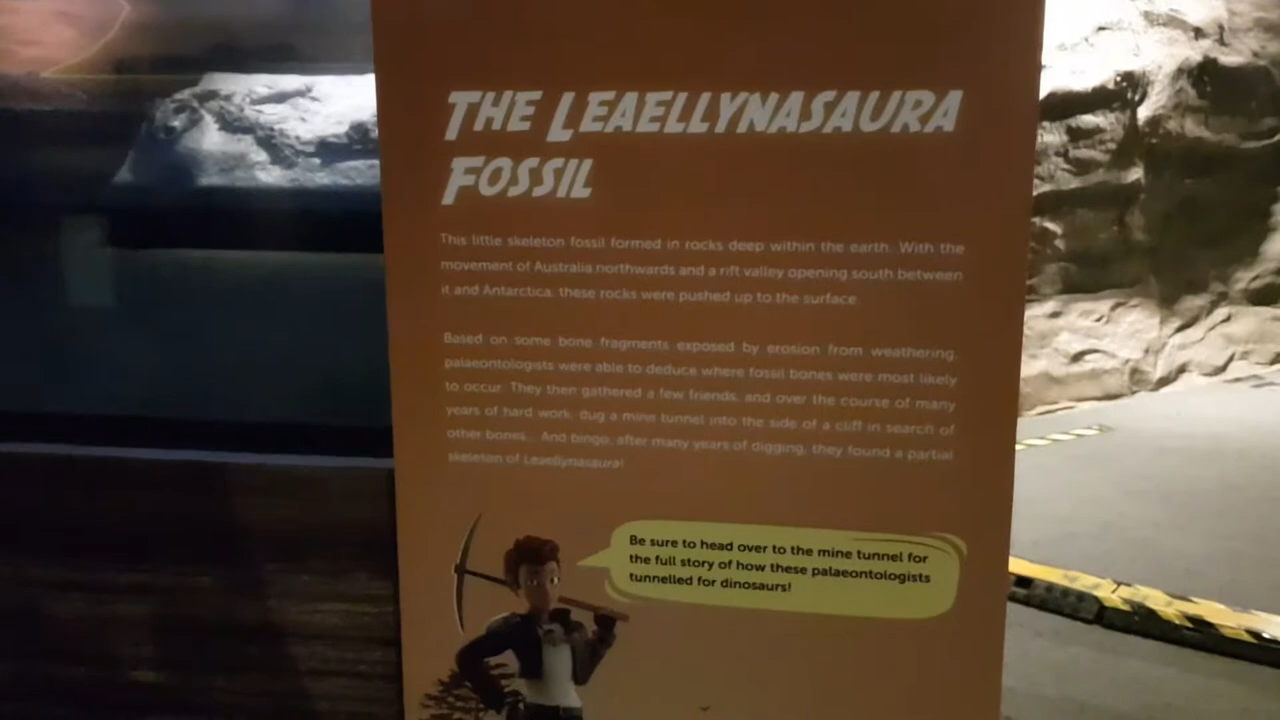 THE LEAELLYNASAURA
FOSSIL
This little skeleton fossil formed in rocks deep within the earth. With the
movement of Australia northwards and a rift valley opening south between
it and Antarctica, these rocks were pushed up to the surface.
Based on some bone fragments exposed by erosion from weathering,
palaeontologists were able to deduce where fossil bones were most likely
to occur. They then gathered a few friends, and over the course of many
years of hard work, dug a mine tunnel into the side of a cliff in search of
other bones... And bingo, after many years of digging, they found a partial
skeleton of Leaellynasaura!
Be sure to head over to the mine tunnel for
the full story of how these palaeontologists
tunnelled for dinosaurs!